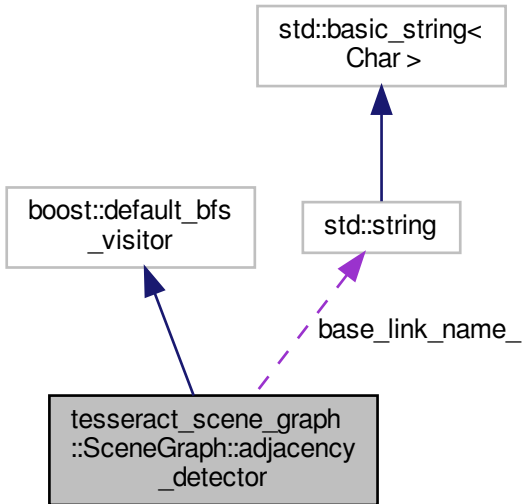 std::basic_string<
Char >
boost::default_bfs
_visitor
std::string
base_link_name_
tesseract_scene_graph
::SceneGraph::adjacency
_detector